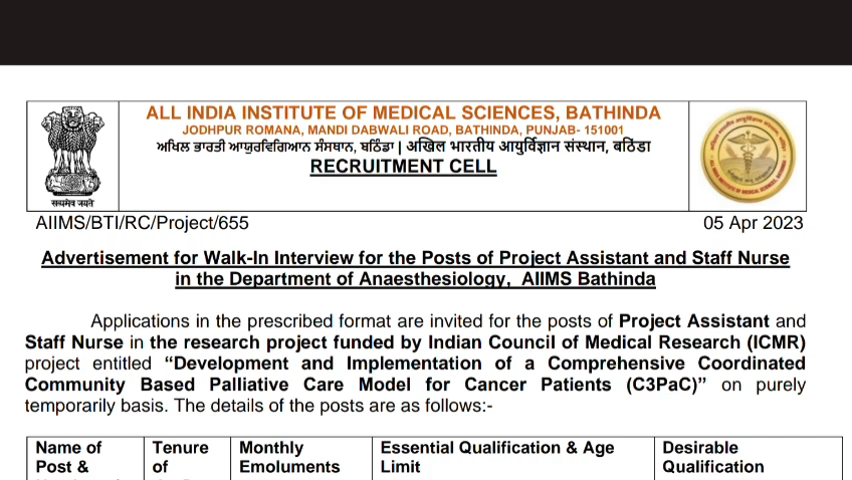 ALL INDIA INSTITUTE OF MEDICAL SCIENCES, BATHINDA
JODHPUR ROMANA, MANDI DABWALI ROAD, BATHINDA, PUNJAB- 151001
ਅਖਿਲ ਭਾਰਤੀ ਆਯੁਰਵਿਗਿਆਨ ਸੰਸਥਾਨ, ਬਠਿੰਡਾ | अखिल भारतीय आयुर्विज्ञान संस्थान, बठिंडा
RECRUITMENT CELL
सत्यमेव जयते
AIIMS/BTI/RC/Project/655 05 Apr 2023
Advertisement for Walk-In Interview for the Posts of Project Assistant and Staff Nurse
in the Department of Anaesthesiology, AIIMS Bathinda
Applications in the prescribed format are invited for the posts of Project Assistant and
Staff Nurse in the research project funded by Indian Council of Medical Research (ICMR)
project entitled “Development and Implementation of a Comprehensive Coordinated
Community Based Palliative Care Model for Cancer Patients (C3PaC)” on purely
temporarily basis. The details of the posts are as follows:-
Name of Tenure Monthly Essential Qualification & Age Desirable
Post & of Emoluments Limit Qualification